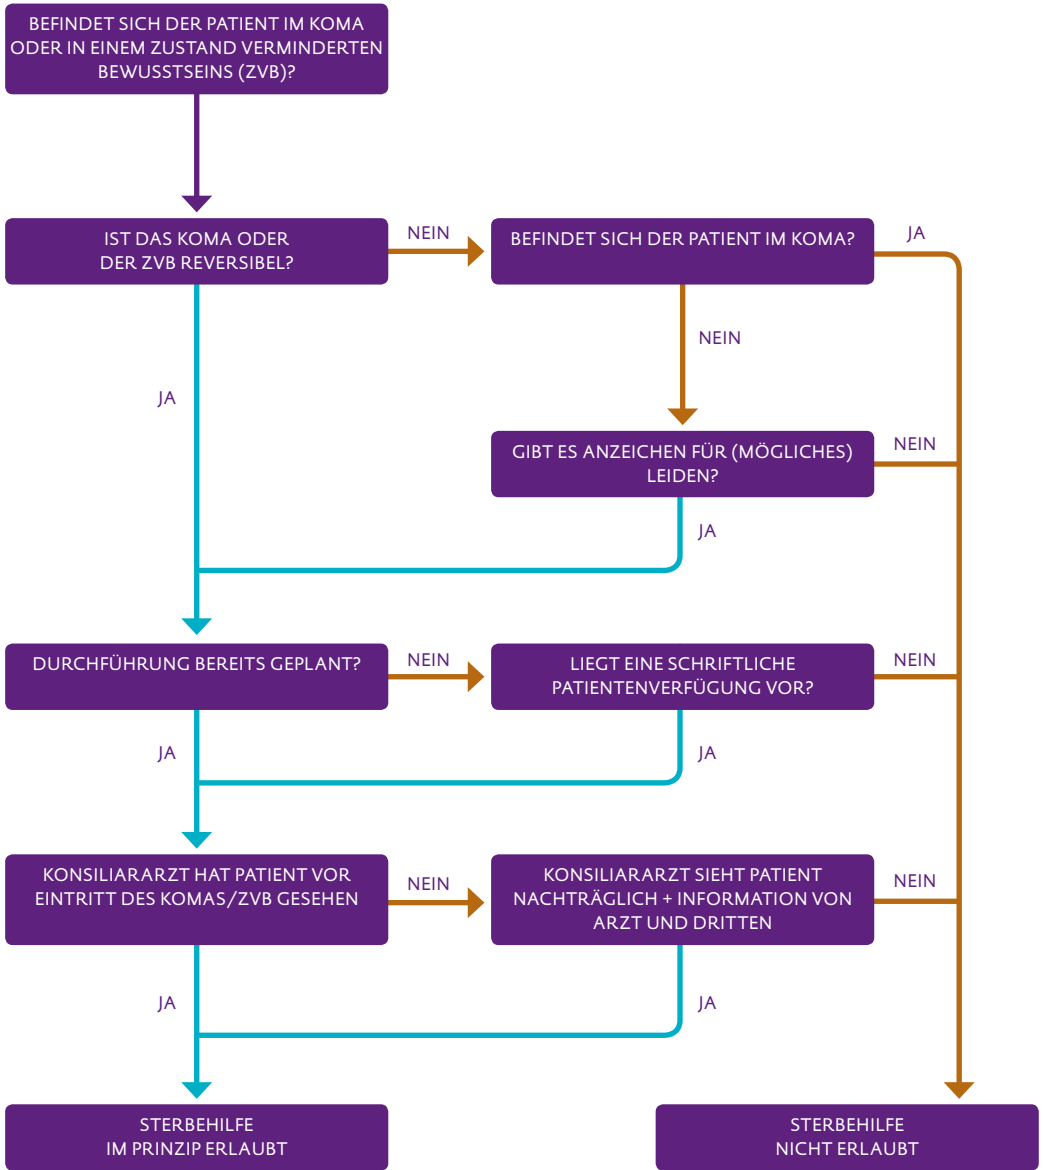 BEFINDET SICH DER PATIENT IM KOMA
ODER IN EINEM ZUSTAND VERMINDERTEN
BEWUSSTSEINS (ZVB)?
IST DAS KOMA ODER
DER ZVB REVERSIBEL?
NEIN
BEFINDET SICH DER PATIENT IM KOMA?
JA
NEIN
JA
GIBT ES ANZEICHEN FÜR (MÖGLICHES)
LEIDEN?
NEIN
JA
DURCHFÜHRUNG BEREITS GEPLANT?
NEIN
LIEGT EINE SCHRIFTLICHE
PATIENTENVERFÜGUNG VOR?
NEIN
JA
JA
KONSILIARARZT HAT PATIENT VOR
EINTRITT DES KOMAS/ZVB GESEHEN
NEIN
KONSILIARARZT SIEHT PATIENT
NACHTRÄGLICH + INFORMATION VON
ARZT UND DRITTEN
NEIN
JA
JA
STERBEHILFE
IM PRINZIP ERLAUBT
STERBEHILFE
NICHT ERLAUBT